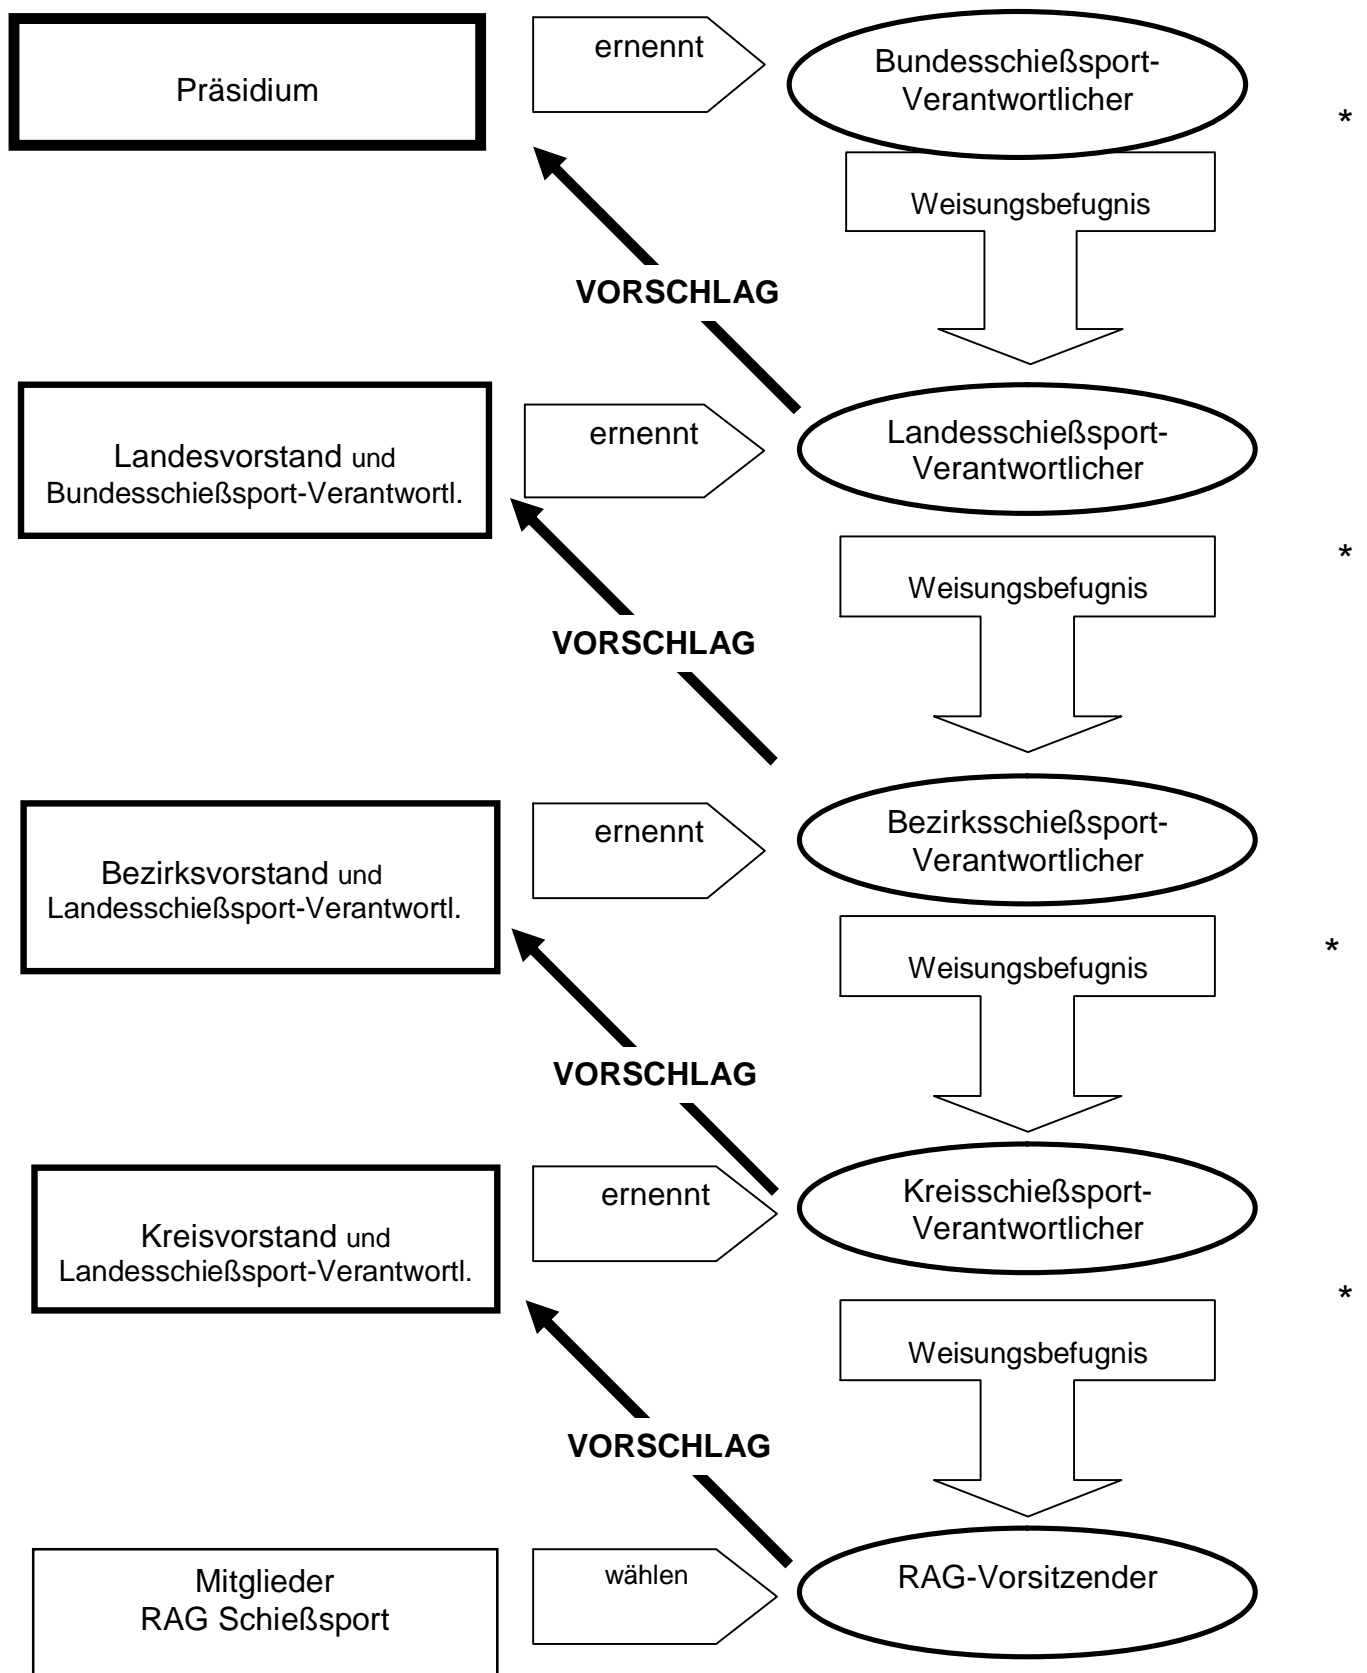 Präsidium
ernennt
Bundesschießsport-
Verantwortlicher
*
Weisungsbefugnis
VORSCHLAG
Landesvorstand und
Bundesschießsport-Verantwortl.
ernennt
Landesschießsport-
Verantwortlicher
*
Weisungsbefugnis
VORSCHLAG
Bezirksvorstand und
Landesschießsport-Verantwortl.
ernennt
Bezirksschießsport-
Verantwortlicher
*
Weisungsbefugnis
VORSCHLAG
Kreisvorstand und
Landesschießsport-Verantwortl.
ernennt
Kreisschießsport-
Verantwortlicher
*
Weisungsbefugnis
VORSCHLAG
Mitglieder
RAG Schießsport
wählen
RAG-Vorsitzender